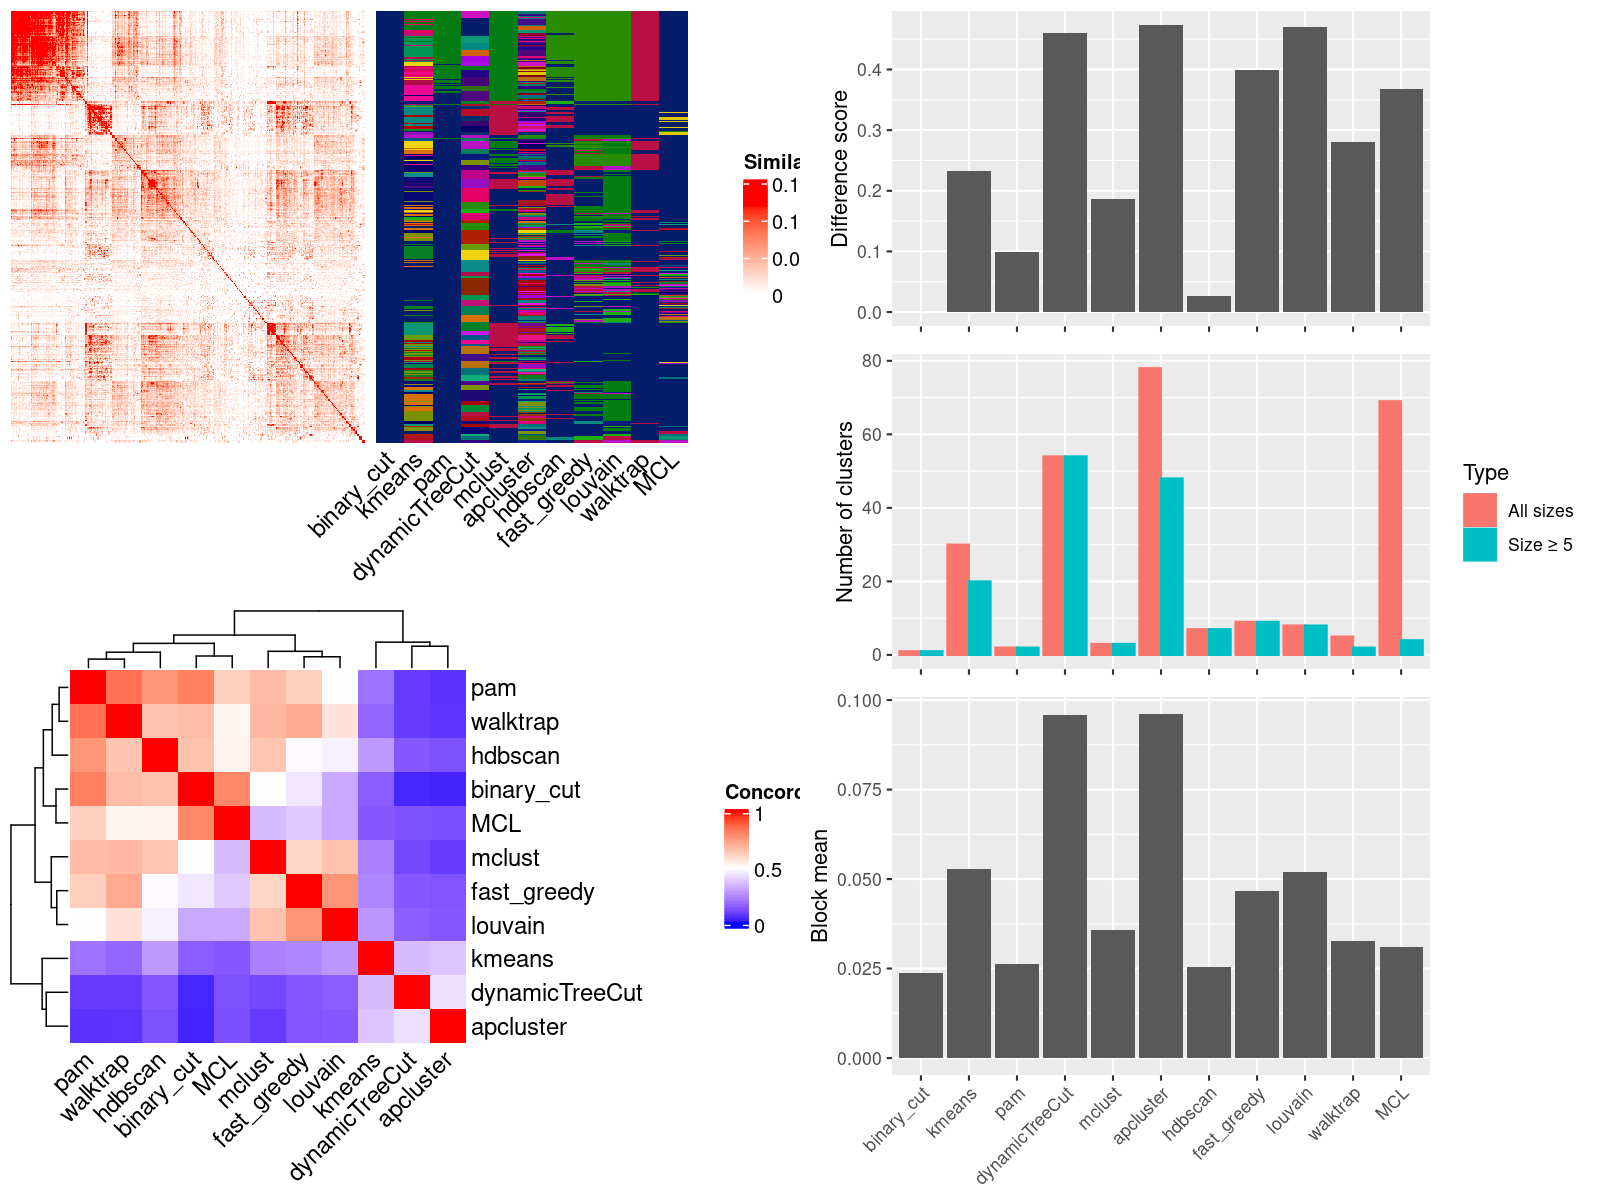 Simila
0.1
0.1
0.0
0
binary_cut
kmeans
pam
dynamicTreeCut
mclust
apcluster
hdbscan
fast_greedy
louvain
walktrap
MCL
pam
walktrap
hdbscan
binary_cut
MCL
mclust
fast_greedy
louvain
kmeans
dynamicTreeCut
apcluster
pam
walktrap
hdbscan
binary_cut
MCL
mclust
fast_greedy
louvain
kmeans
dynamicTreeCut
apcluster
Concord
1
0.5
0
Difference score
0.4
0.3
0.2
0.1
0.0
Number of clusters
80
60
40
20
0
Type
All sizes
Size ≥ 5
Block mean
0.100
0.075
0.050
0.025
0.000
binary_cut
kmeans
pam
dynamicTreeCut
mclust
apcluster
hdbscan
fast_greedy
louvain
walktrap
MCL